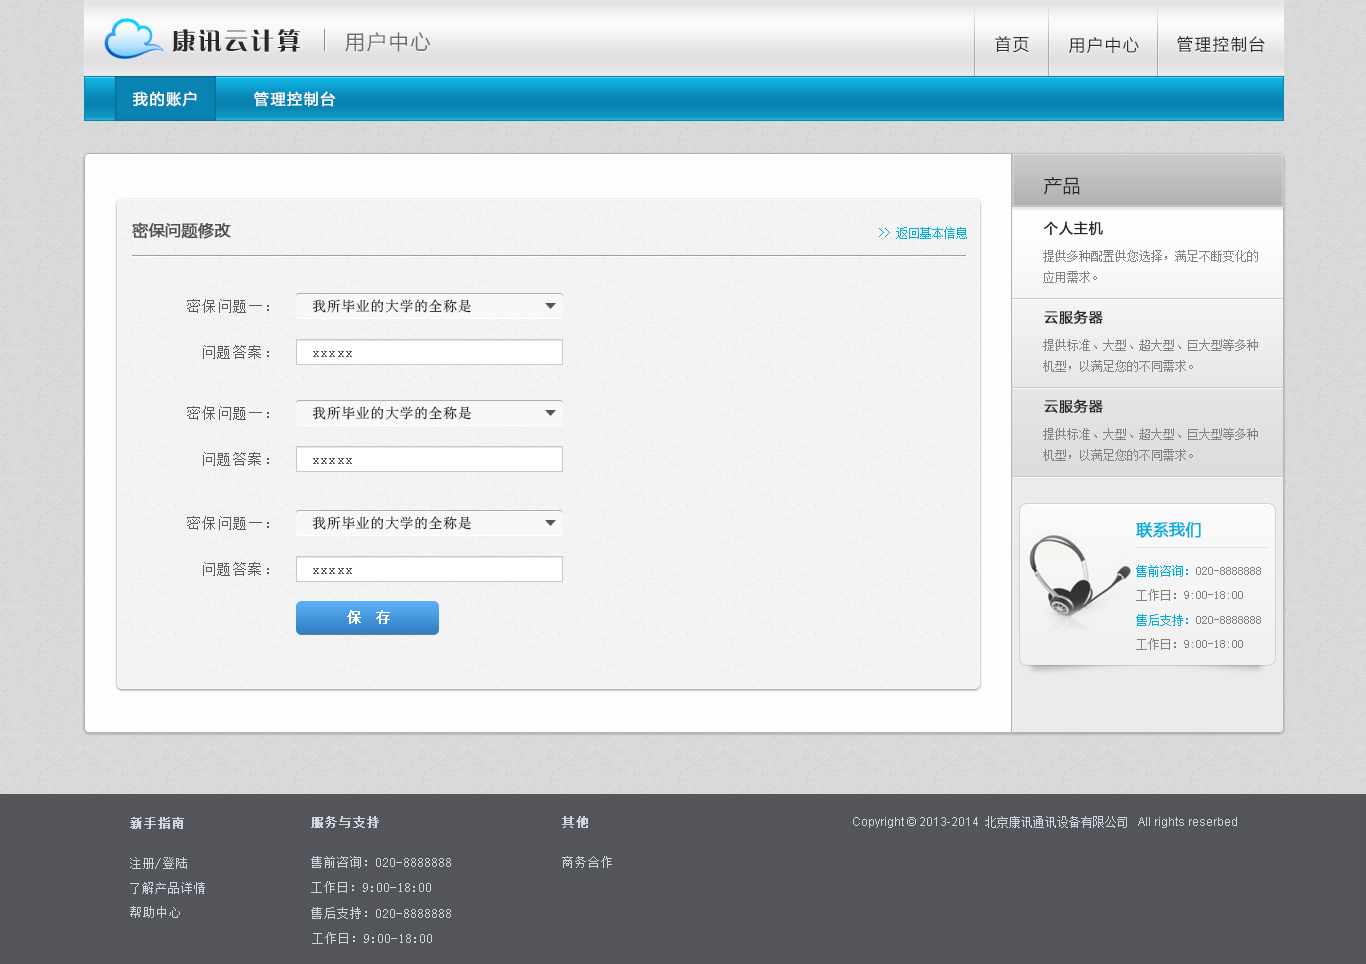 康讯云计算 用户中心 首页 用户中心 管理控制台
我的账户 管理控制台
密保问题修改
>> 返回基本信息
密保问题一： 我所毕业的大学的全称是
问题答案： xxxxx
密保问题一： 我所毕业的大学的全称是
问题答案： xxxxx
密保问题一： 我所毕业的大学的全称是
问题答案： xxxxx
保 存
产品
个人主机
提供多种配置供您选择，满足不断变化的
应用需求。
云服务器
提供标准、大型、超大型、巨大型等多种
机型，以满足您的不同需求。
云服务器
提供标准、大型、超大型、巨大型等多种
机型，以满足您的不同需求。
联系我们
售前咨询：020-8888888
工作日：9:00-18:00
售后支持：020-8888888
工作日：9:00-18:00
新手指南
注册/登陆
了解产品详情
帮助中心
服务与支持
售前咨询：020-8888888
工作日：9:00-18:00
售后支持：020-8888888
工作日：9:00-18:00
其他
商务合作
Copyright © 2013-2014 北京康讯通讯设备有限公司 All rights reserbed